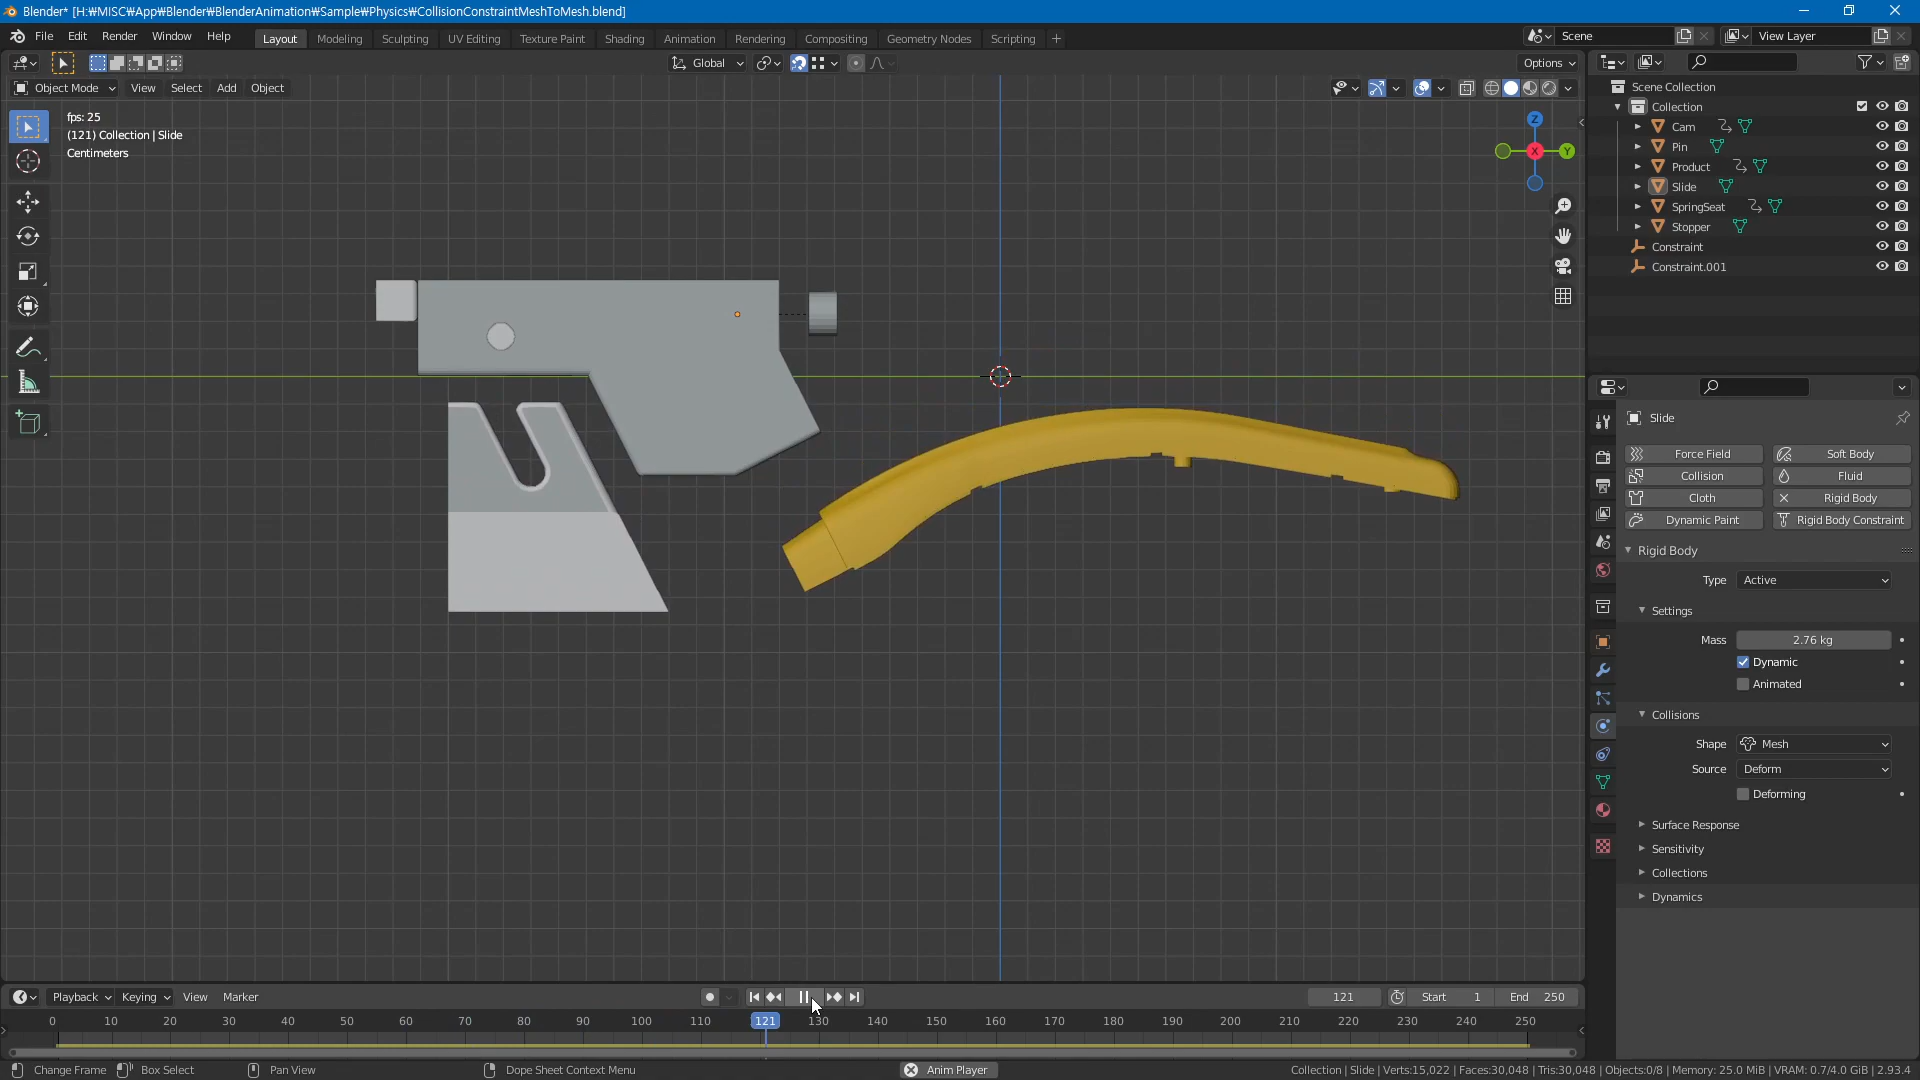 Blender* [H:₩MISC₩App₩Blender₩BlenderAnimation₩Sample₩Physics₩CollisionConstraintMeshToMesh.blend]
File Edit Render Window Help Layout Modeling Sculpting UV Editing Texture Paint Shading Animation Rendering Compositing Geometry Nodes Scripting + Scene View Layer
Global Options
Object Mode View Select Add Object
fps: 25
(121) Collection | Slide
Centimeters
Z
X Y
Scene Collection
Collection
Cam
Pin
Product
Slide
SpringSeat
Stopper
Constraint
Constraint.001
Slide
Force Field Soft Body
Collision Fluid
Cloth Rigid Body
Dynamic Paint Rigid Body Constraint
Rigid Body
Type Active
Settings
Mass 2.76 kg
Dynamic
Animated
Collisions
Shape Mesh
Source Deform
Deforming
Surface Response
Sensitivity
Collections
Dynamics
Playback Keying View Marker 121 Start 1 End 250
0 10 20 30 40 50 60 70 80 90 100 110 121 130 140 150 160 170 180 190 200 210 220 230 240 250
Change Frame Box Select Pan View Dope Sheet Context Menu Anim Player Collection | Slide | Verts:15,022 | Faces:30,048 | Tris:30,048 | Objects:0/8 | Memory: 25.0 MiB | VRAM: 0.7/4.0 GiB | 2.93.4